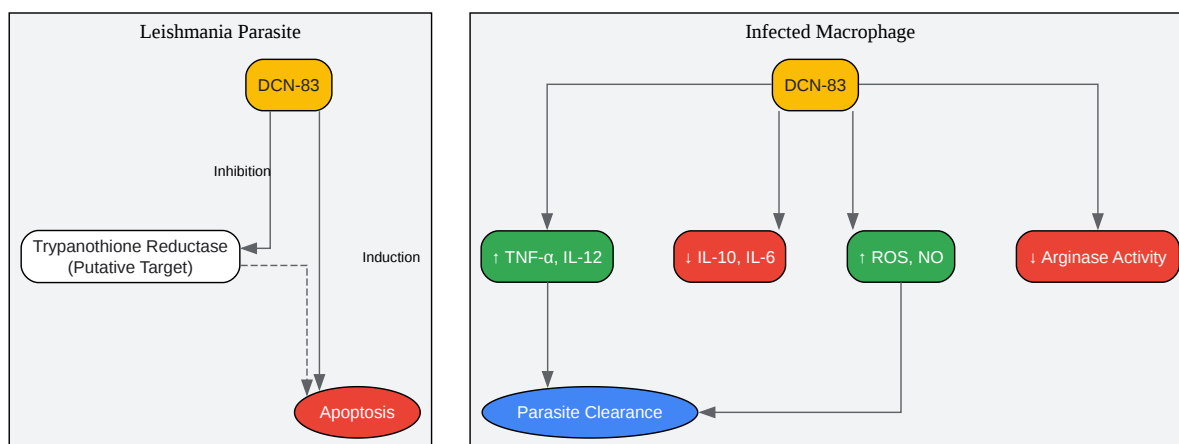 Leishmania Parasite
DCN-83
Inhibition
Trypanothione Reductase
(Putative Target)
Induction
Apoptosis
Infected Macrophage
DCN-83
↑ TNF-α, IL-12
↓ IL-10, IL-6
↑ ROS, NO
↓ Arginase Activity
Parasite Clearance